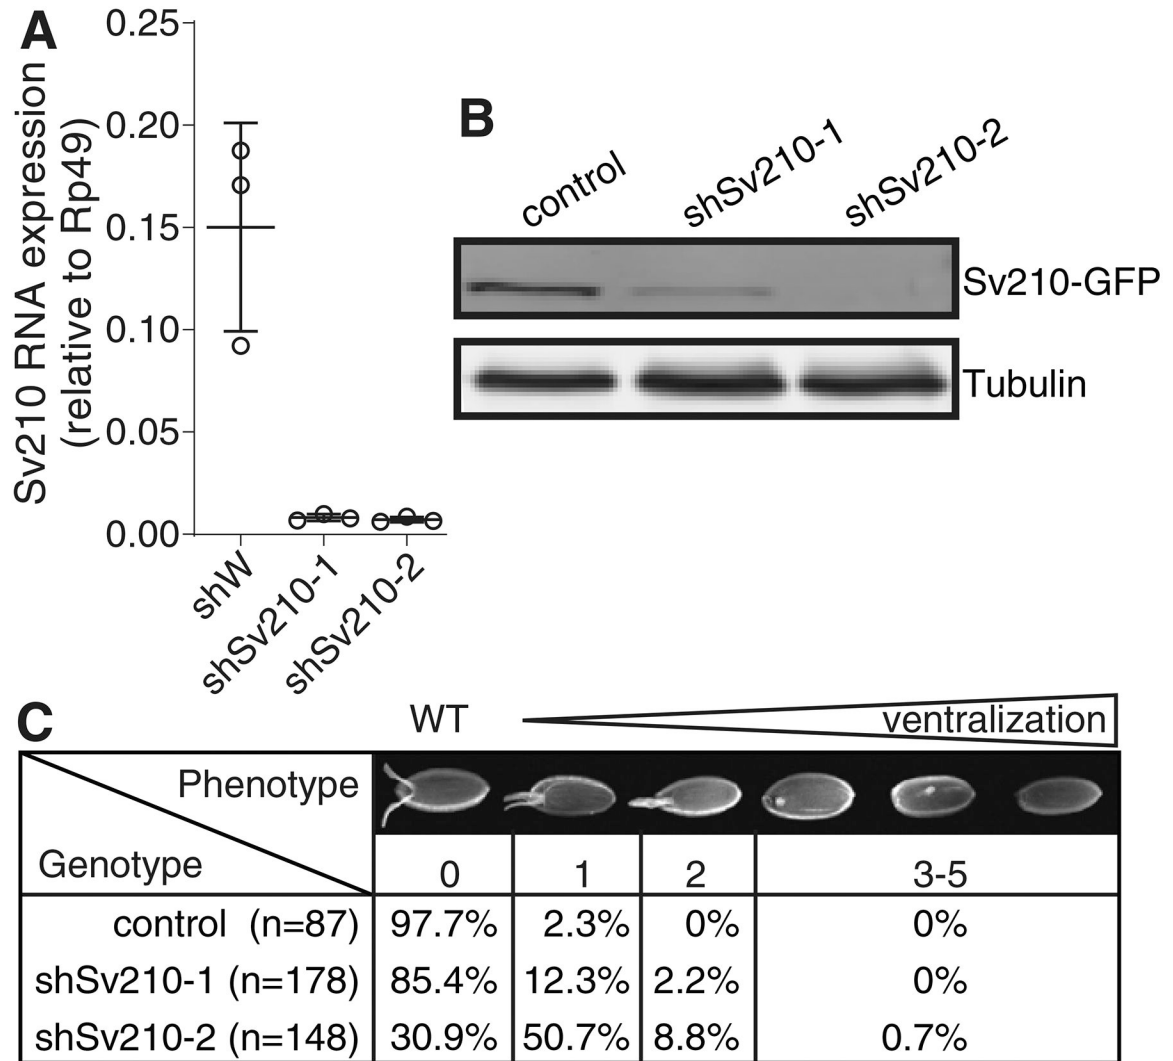 A
Sv210 RNA expression
(relative to Rp49)
0.25
0.20
0.15
0.10
0.05
0.00
shW
shSv210-1
shSv210-2
B
control
shSv210-1
shSv210-2
Sv210-GFP
Tubulin
C
WT
ventralization
Phenotype
Genotype
0 1 2 3-5
control (n=87) 97.7% 2.3% 0% 0%
shSv210-1 (n=178) 85.4% 12.3% 2.2% 0%
shSv210-2 (n=148) 30.9% 50.7% 8.8% 0.7%